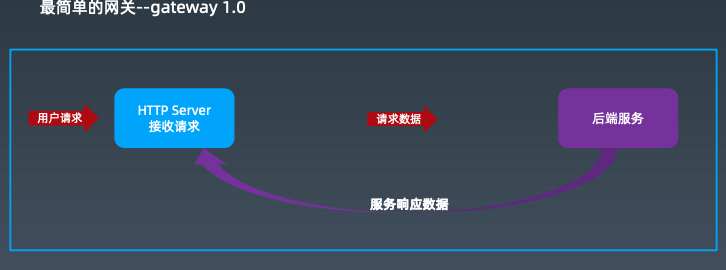 最简单的网关--gateway 1.0
用户请求
HTTP Server
接收请求
请求数据
后端服务
服务响应数据